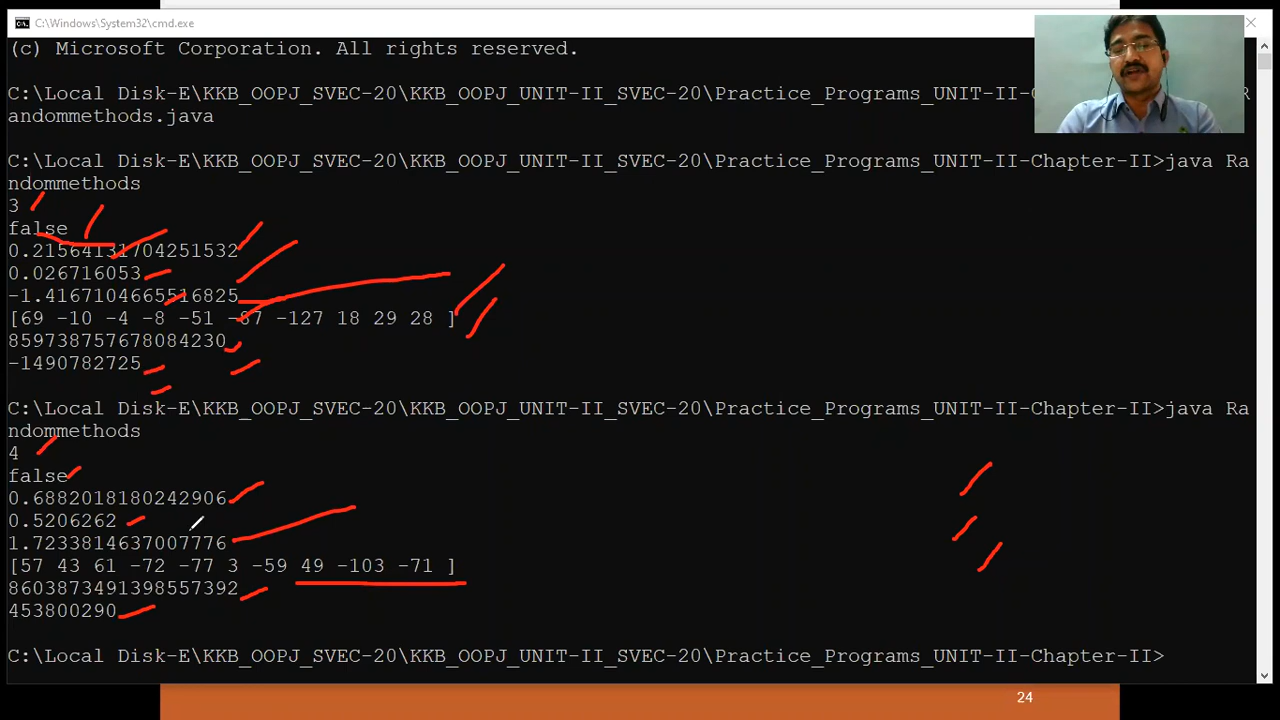 C:\Windows\System32\cmd.exe
(c) Microsoft Corporation. All rights reserved.
C:\Local Disk-E\KKB_OOPJ_SVEC-20\KKB_OOPJ_UNIT-II_SVEC-20\Practice_Programs_UNIT-II-C R
andommethods.java
C:\Local Disk-E\KKB_OOPJ_SVEC-20\KKB_OOPJ_UNIT-II_SVEC-20\Practice_Programs_UNIT-II-Chapter-II>java Ra
ndommethods
3
false
0.21564131704251532
0.026716053
-1.4167104665516825
[69 -10 -4 -8 -51 -87 -127 18 29 28 ]
859738757678084230
-1490782725
C:\Local Disk-E\KKB_OOPJ_SVEC-20\KKB_OOPJ_UNIT-II_SVEC-20\Practice_Programs_UNIT-II-Chapter-II>java Ra
ndommethods
4
false
0.6882018180242906
0.5206262
1.7233814637007776
[57 43 61 -72 -77 3 -59 49 -103 -71 ]
8603873491398557392
453800290
C:\Local Disk-E\KKB_OOPJ_SVEC-20\KKB_OOPJ_UNIT-II_SVEC-20\Practice_Programs_UNIT-II-Chapter-II>
24